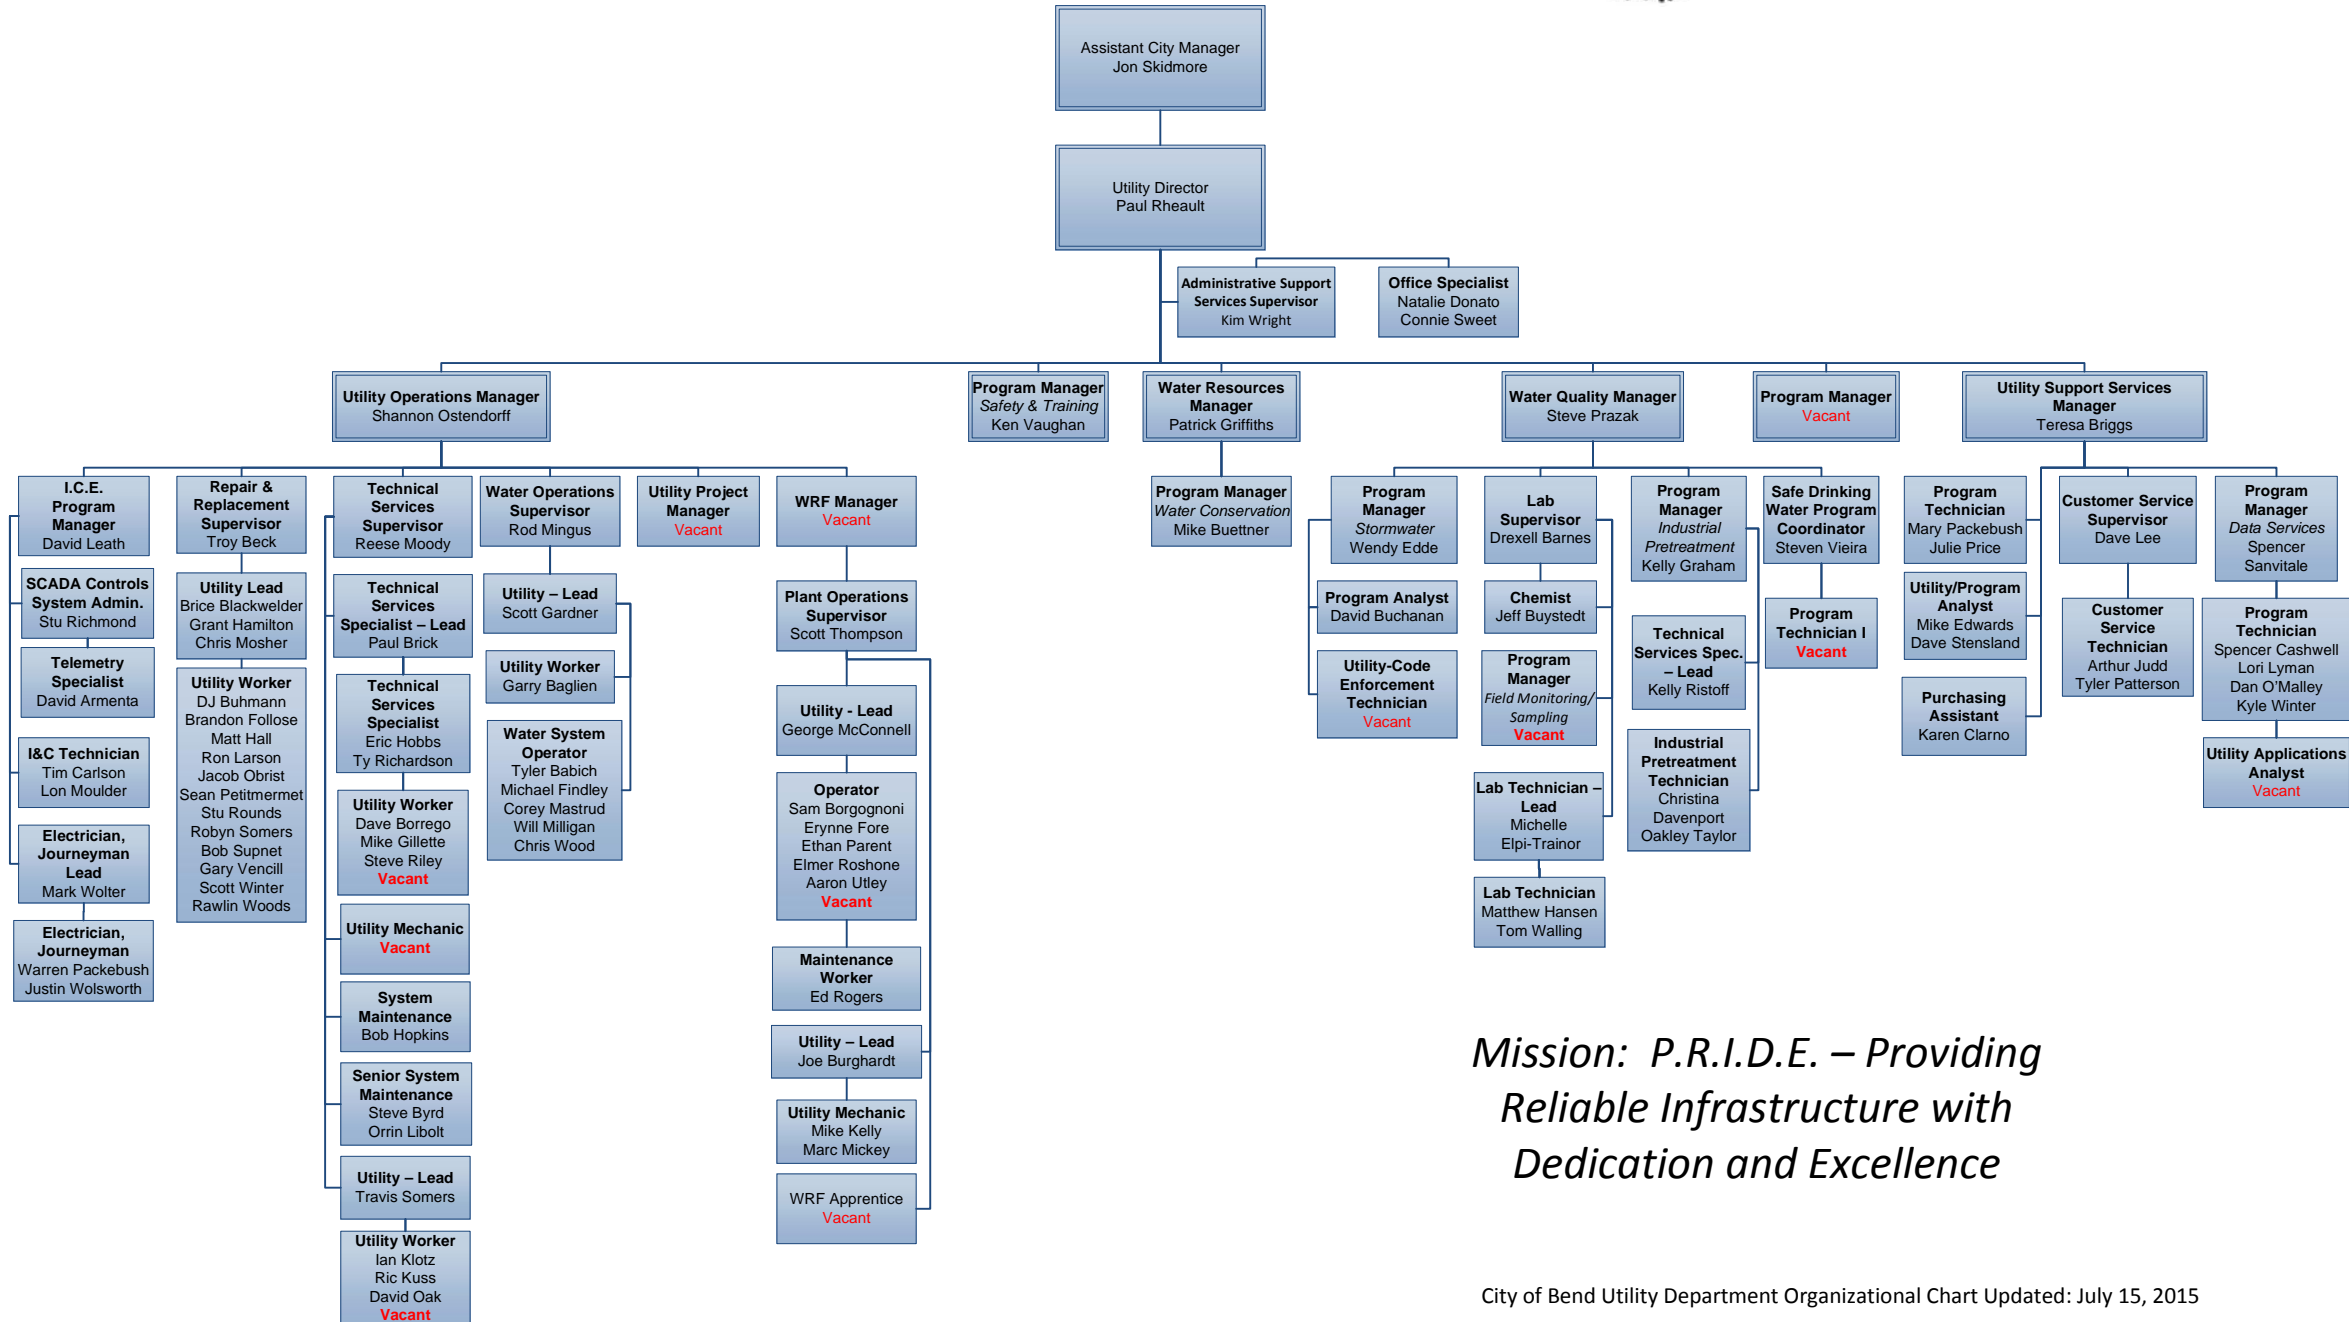 Assistant City Manager
Jon Skidmore
Utility Director
Paul Rheault
Administrative Support
Services Supervisor
Kim Wright
Office Specialist
Natalie Donato
Connie Sweet
Utility Operations Manager
Shannon Ostendorff
Program Manager
Safety & Training
Ken Vaughan
Water Resources
Manager
Patrick Griffiths
Water Quality Manager
Steve Prazak
Program Manager
Vacant
Utility Support Services
Manager
Teresa Briggs
I.C.E.
Program
Manager
David Leath
SCADA Controls
System Admin.
Stu Richmond
Telemetry
Specialist
David Armenta
I&C Technician
Tim Carlson
Lon Moulder
Electrician,
Journeyman
Lead
Mark Wolter
Electrician,
Journeyman
Warren Packebush
Justin Wolsworth
Repair &
Replacement
Supervisor
Troy Beck
Utility Lead
Brice Blackwelder
Grant Hamilton
Chris Mosher
Utility Worker
DJ Buhmann
Brandon Follose
Matt Hall
Ron Larson
Jacob Obrist
Sean Petitmermet
Stu Rounds
Robyn Somers
Bob Supnet
Gary Vencill
Scott Winter
Rawlin Woods
Technical
Services
Supervisor
Reese Moody
Technical
Services
Specialist – Lead
Paul Brick
Technical
Services
Specialist
Eric Hobbs
Ty Richardson
Utility Worker
Dave Borrego
Mike Gillette
Steve Riley
Vacant
Utility Mechanic
Vacant
System
Maintenance
Bob Hopkins
Senior System
Maintenance
Steve Byrd
Orrin Libolt
Utility – Lead
Travis Somers
Utility Worker
Ian Klotz
Ric Kuss
David Oak
Vacant
Water Operations
Supervisor
Rod Mingus
Utility – Lead
Scott Gardner
Utility Worker
Garry Baglien
Water System
Operator
Tyler Babich
Michael Findley
Corey Mastrud
Will Milligan
Chris Wood
Utility Project
Manager
Vacant
WRF Manager
Vacant
Plant Operations
Supervisor
Scott Thompson
Utility - Lead
George McConnell
Operator
Sam Borgognoni
Erynne Fore
Ethan Parent
Elmer Roshone
Aaron Utley
Vacant
Maintenance
Worker
Ed Rogers
Utility – Lead
Joe Burghardt
Utility Mechanic
Mike Kelly
Marc Mickey
WRF Apprentice
Vacant
Program Manager
Water Conservation
Mike Buettner
Program
Manager
Stormwater
Wendy Edde
Program Analyst
David Buchanan
Utility-Code
Enforcement
Technician
Vacant
Lab
Supervisor
Drexell Barnes
Chemist
Jeff Buystedt
Program
Manager
Field Monitoring/
Sampling
Vacant
Lab Technician –
Lead
Michelle
Elpi-Trainor
Lab Technician
Matthew Hansen
Tom Walling
Program
Manager
Industrial
Pretreatment
Kelly Graham
Technical
Services Spec.
– Lead
Kelly Ristoff
Industrial
Pretreatment
Technician
Christina
Davenport
Oakley Taylor
Safe Drinking
Water Program
Coordinator
Steven Vieira
Program
Technician I
Vacant
Program
Technician
Mary Packebush
Julie Price
Utility/Program
Analyst
Mike Edwards
Dave Stensland
Purchasing
Assistant
Karen Clarno
Customer Service
Supervisor
Dave Lee
Customer
Service
Technician
Arthur Judd
Tyler Patterson
Program
Manager
Data Services
Spencer
Sanvitale
Program
Technician
Spencer Cashwell
Lori Lyman
Dan O’Malley
Kyle Winter
Utility Applications
Analyst
Vacant
Mission: P.R.I.D.E. – Providing
Reliable Infrastructure with
Dedication and Excellence
City of Bend Utility Department Organizational Chart Updated: July 15, 2015